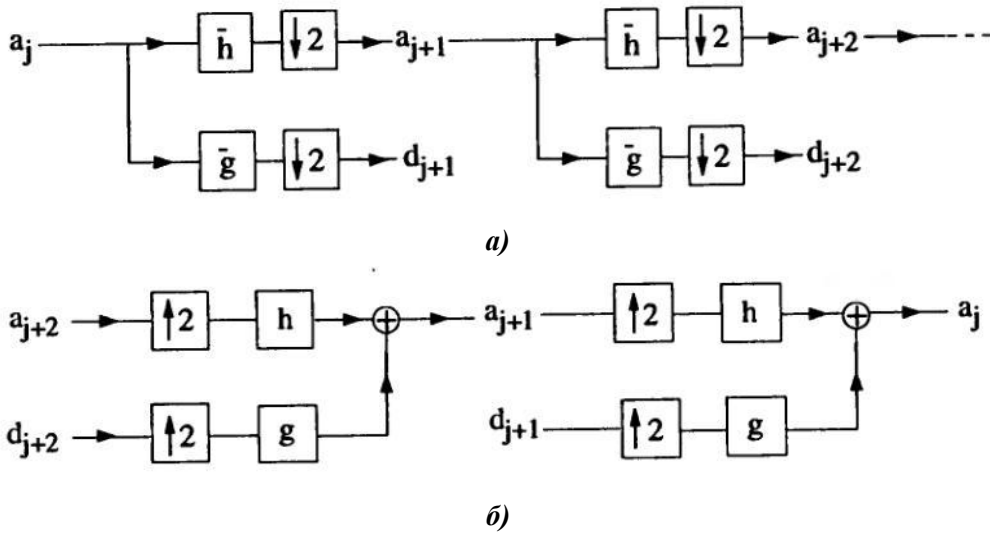 a_j h̄ ↓2 a_{j+1} h̄ ↓2 a_{j+2}
ḡ ↓2 d_{j+1} ḡ ↓2 d_{j+2}
а)
a_{j+2} ↑2 h a_{j+1} ↑2 h a_j
d_{j+2} ↑2 g d_{j+1} ↑2 g
б)